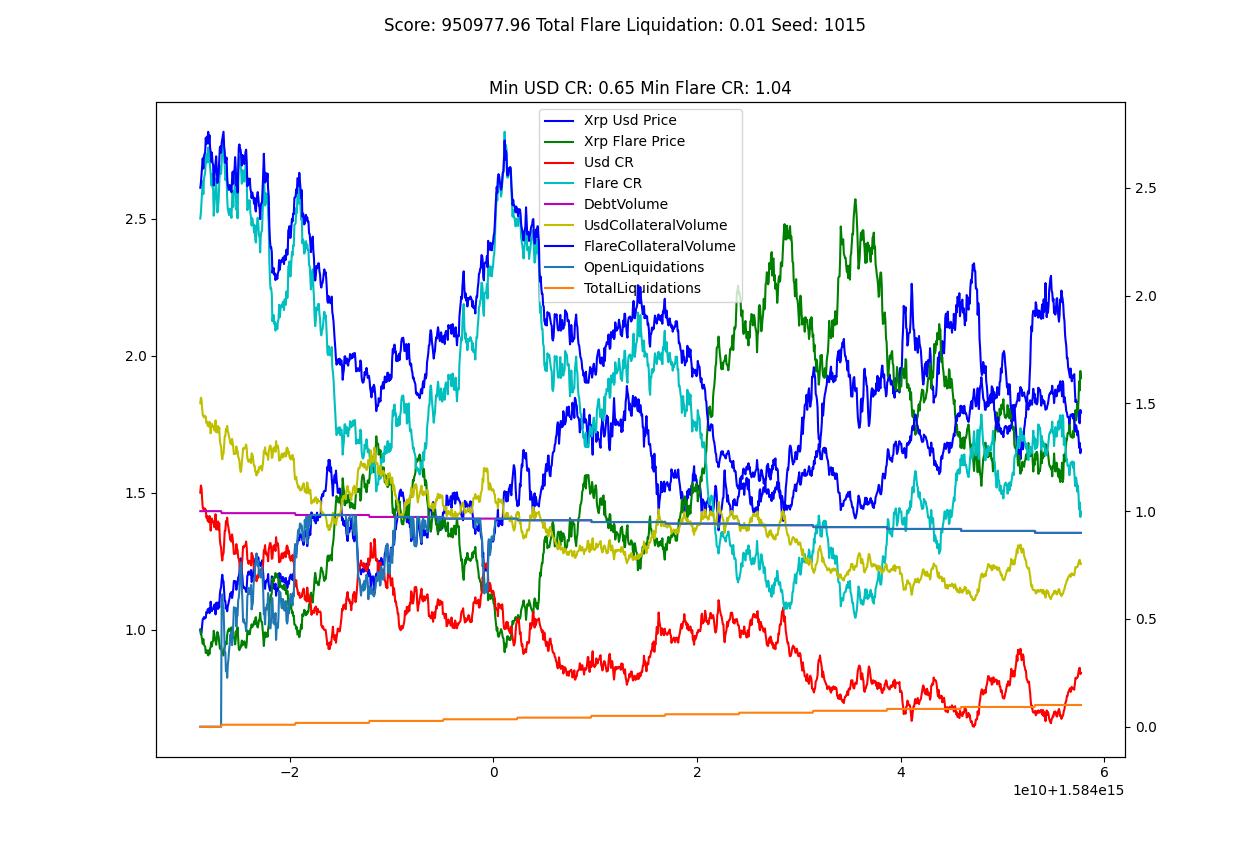 Score: 950977.96 Total Flare Liquidation: 0.01 Seed: 1015
Min USD CR: 0.65 Min Flare CR: 1.04
Xrp Usd Price
Xrp Flare Price
Usd CR
Flare CR
DebtVolume
UsdCollateralVolume
FlareCollateralVolume
OpenLiquidations
TotalLiquidations
2.5
2.0
1.5
1.0
2.5
2.0
1.5
1.0
0.5
0.0
−2
0
2
4
6
1e10+1.584e15